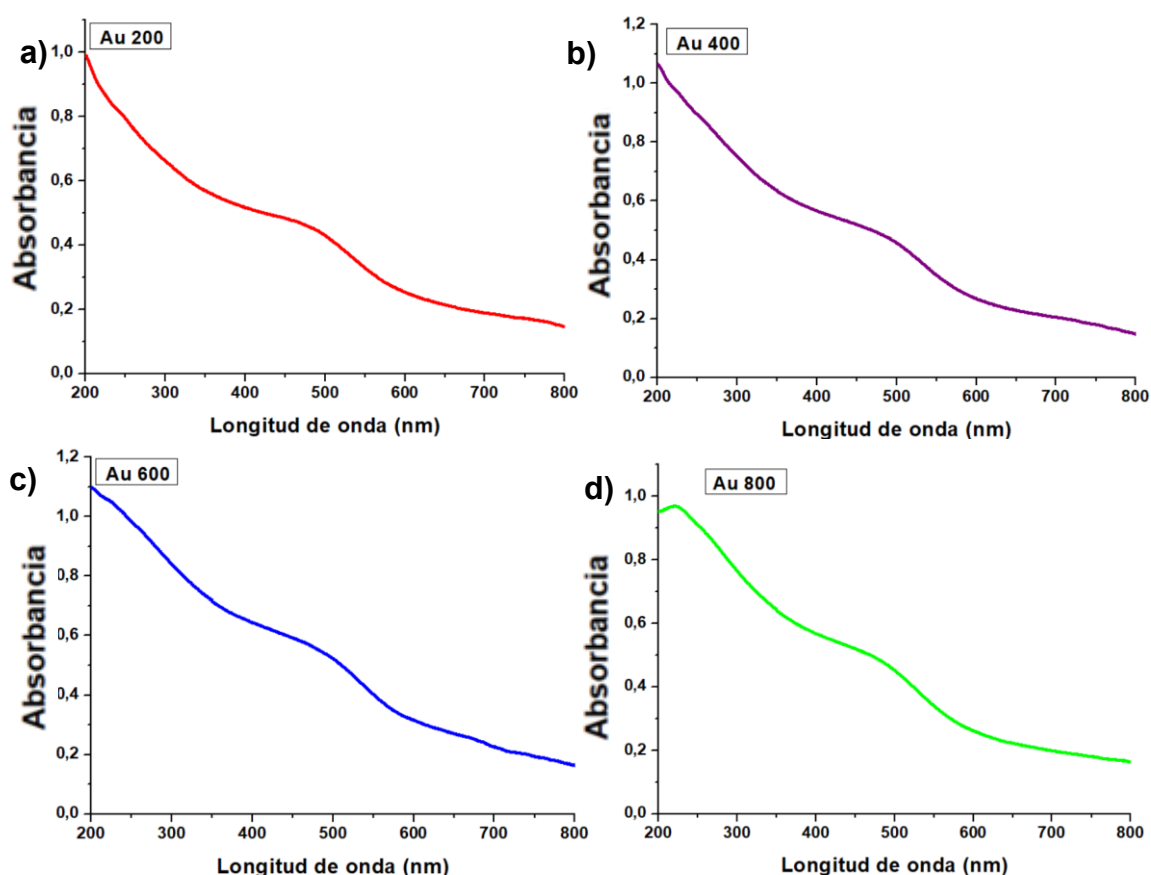 a)
Au 200
Absorbancia
1,0
0,8
0,6
0,4
0,2
0,0
200 300 400 500 600 700 800
Longitud de onda (nm)
b)
Au 400
Absorbancia
1,2
1,0
0,8
0,6
0,4
0,2
0,0
200 300 400 500 600 700 800
Longitud de onda (nm)
c)
Au 600
Absorbancia
1,2
1,0
0,8
0,6
0,4
0,2
0,0
200 300 400 500 600 700 800
Longitud de onda (nm)
d)
Au 800
Absorbancia
1,0
0,8
0,6
0,4
0,2
0,0
200 300 400 500 600 700 800
Longitud de onda (nm)